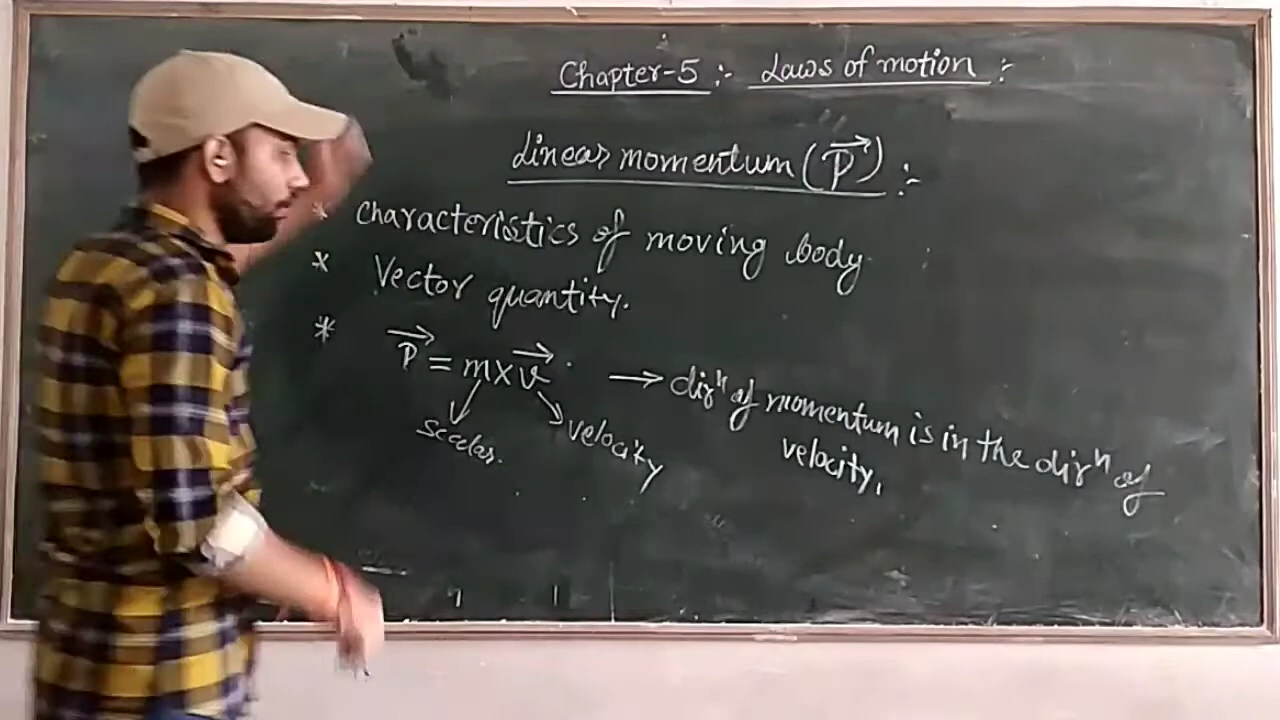 Chapter-5 :- Laws of motion :-
Linear momentum (P⃗) :-
* Characteristics of moving body.
* Vector quantity.
* P⃗ = m×v⃗. → dirⁿ of momentum is in the dirⁿ of
velocity.
scalar. velocity